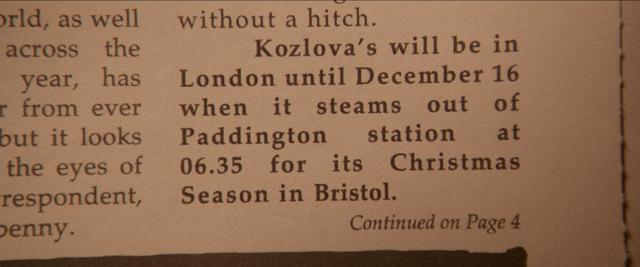 orld, as well
across the
year, has
r from ever
but it looks
the eyes of
respondent,
penny.
without a hitch.
Kozlova's will be in
London until December 16
when it steams out of
Paddington station at
06.35 for its Christmas
Season in Bristol.
Continued on Page 4